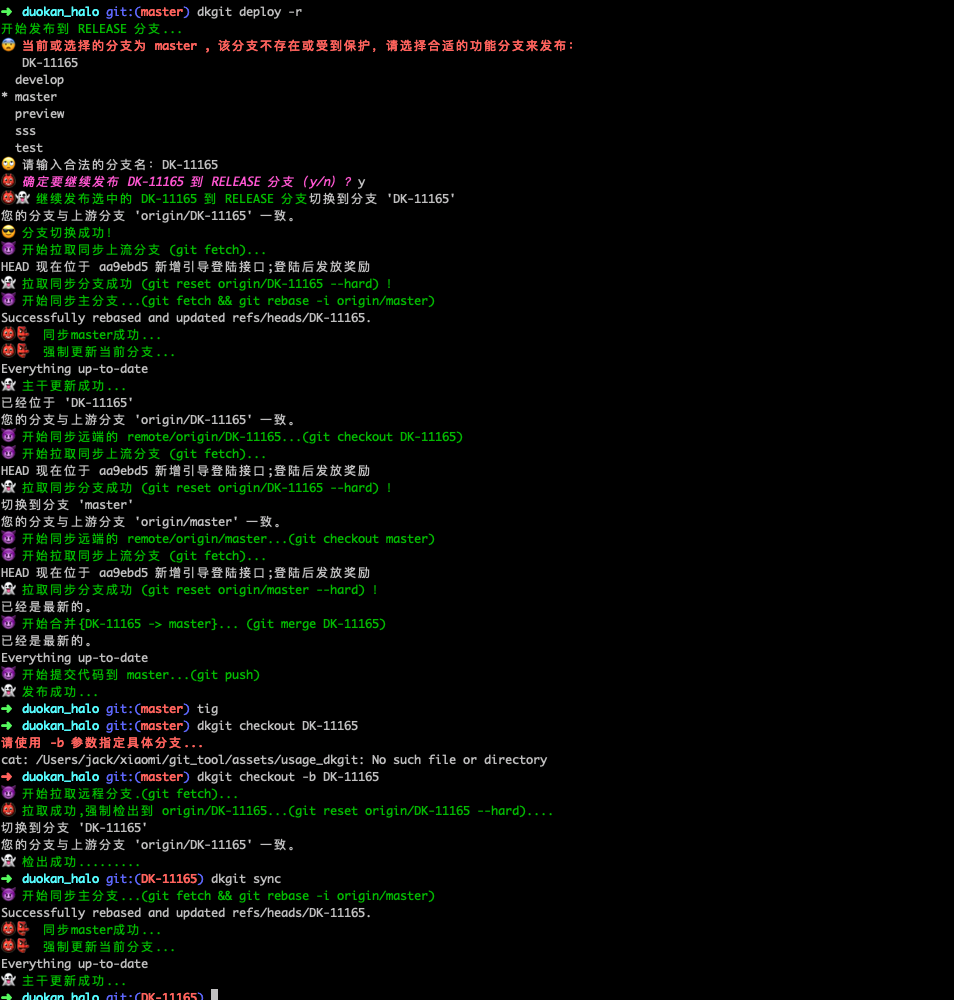 ➜ duokan_halo git:(master) dkgit deploy -r
开始发布到 RELEASE 分支...
😨 当前或选择的分支为 master ，该分支不存在或受到保护，请选择合适的功能分支来发布：
DK-11165
develop
* master
preview
sss
test
🙄 请输入合法的分支名：DK-11165
👹 确定要继续发布 DK-11165 到 RELEASE 分支 (y/n) ? y
👹👻 继续发布选中的 DK-11165 到 RELEASE 分支切换到分支 'DK-11165'
您的分支与上游分支 'origin/DK-11165' 一致。
😎 分支切换成功！
😈 开始拉取同步上流分支 (git fetch)...
HEAD 现在位于 aa9ebd5 新增引导登陆接口;登陆后发放奖励
👻 拉取同步分支成功 (git reset origin/DK-11165 --hard) !
😈 开始同步主分支...(git fetch && git rebase -i origin/master)
Successfully rebased and updated refs/heads/DK-11165.
👹👺 同步master成功...
👹👺 强制更新当前分支...
Everything up-to-date
👻 主干更新成功...
已经位于 'DK-11165'
您的分支与上游分支 'origin/DK-11165' 一致。
😈 开始同步远端的 remote/origin/DK-11165...(git checkout DK-11165)
😈 开始拉取同步上流分支 (git fetch)...
HEAD 现在位于 aa9ebd5 新增引导登陆接口;登陆后发放奖励
👻 拉取同步分支成功 (git reset origin/DK-11165 --hard) !
切换到分支 'master'
您的分支与上游分支 'origin/master' 一致。
😈 开始同步远端的 remote/origin/master...(git checkout master)
😈 开始拉取同步上流分支 (git fetch)...
HEAD 现在位于 aa9ebd5 新增引导登陆接口;登陆后发放奖励
👻 拉取同步分支成功 (git reset origin/master --hard) !
已经是最新的。
😈 开始合并{DK-11165 -> master}... (git merge DK-11165)
已经是最新的。
Everything up-to-date
😈 开始提交代码到 master...(git push)
👻 发布成功...
➜ duokan_halo git:(master) tig
➜ duokan_halo git:(master) dkgit checkout DK-11165
请使用 -b 参数指定具体分支...
cat: /Users/jack/xiaomi/git_tool/assets/usage_dkgit: No such file or directory
➜ duokan_halo git:(master) dkgit checkout -b DK-11165
😈 开始拉取远程分支.(git fetch)...
👹 拉取成功,强制检出到 origin/DK-11165...(git reset origin/DK-11165 --hard)....
切换到分支 'DK-11165'
您的分支与上游分支 'origin/DK-11165' 一致。
👻 检出成功.........
➜ duokan_halo git:(DK-11165) dkgit sync
😈 开始同步主分支...(git fetch && git rebase -i origin/master)
Successfully rebased and updated refs/heads/DK-11165.
👹👺 同步master成功...
👹👺 强制更新当前分支...
Everything up-to-date
👻 主干更新成功...
➜ duokan_halo git:(DK-11165)